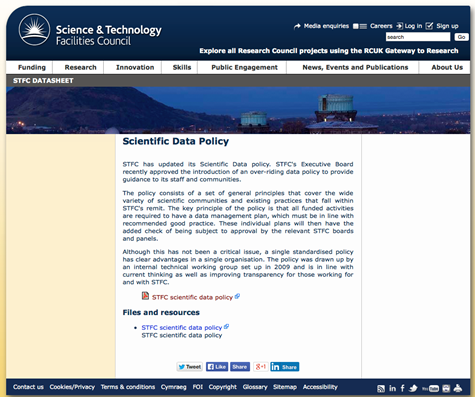 Science & Technology
Facilities Council
Media enquiries Careers Log in Sign up
search Go
Explore all Research Council projects using the RCUK Gateway to Research
Funding Research Innovation Skills Public Engagement News, Events and Publications About Us
STFC DATASHEET
Scientific Data Policy
STFC has updated its Scientific Data policy. STFC's Executive Board
recently approved the introduction of an over-riding data policy to provide
guidance to its staff and communities.
The policy consists of a set of general principles that cover the wide
variety of scientific communities and existing practices that fall within
STFC's remit. The key principle of the policy is that all funded activities
are required to have a data management plan, which must be in line with
recommended good practice. These individual plans will then have the
added check of being subject to approval by the relevant STFC boards
and panels.
Although this has not been a critical issue, a single standardised policy
has clear advantages in a single organisation. The policy was drawn up by
an internal technical working group set up in 2009 and is in line with
current thinking as well as improving transparency for those working for
and with STFC.
STFC scientific data policy
Files and resources
• STFC scientific data policy
STFC scientific data policy
Tweet Like Share +1 Share
Contact us Cookies/Privacy Terms & conditions Cymraeg FOI Copyright Glossary Sitemap Accessibility